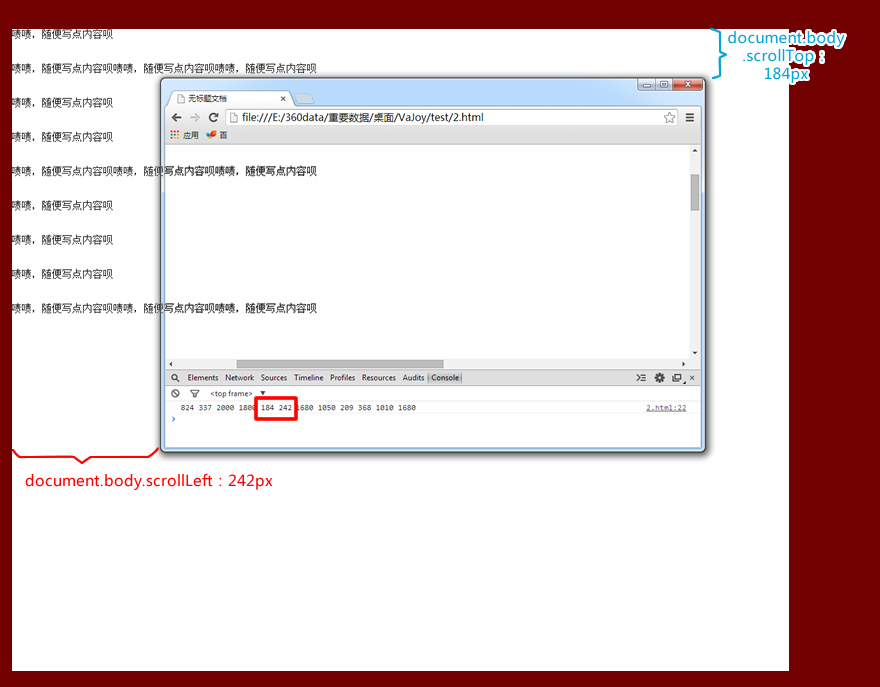 啧啧，随便写点内容呗
document.body
.scrollTop：
184px
啧啧，随便写点内容呗啧啧，随便写点内容呗啧啧，随便写点内容呗
无标题文档
啧啧，随便写点内容呗
file:///E:/360data/重要数据/桌面/VaJoy/test/2.html
应用 百
啧啧，随便写点内容呗
啧啧，随便写点内容呗啧啧，随便写点内容呗啧啧，随便写点内容呗
啧啧，随便写点内容呗
啧啧，随便写点内容呗
啧啧，随便写点内容呗
啧啧，随便写点内容呗啧啧，随便写点内容呗啧啧，随便写点内容呗
Elements Network Sources Timeline Profiles Resources Audits Console
<top frame>
824 337 2000 1800 184 242 1680 1050 209 368 1010 1680 2.html:22
document.body.scrollLeft：242px